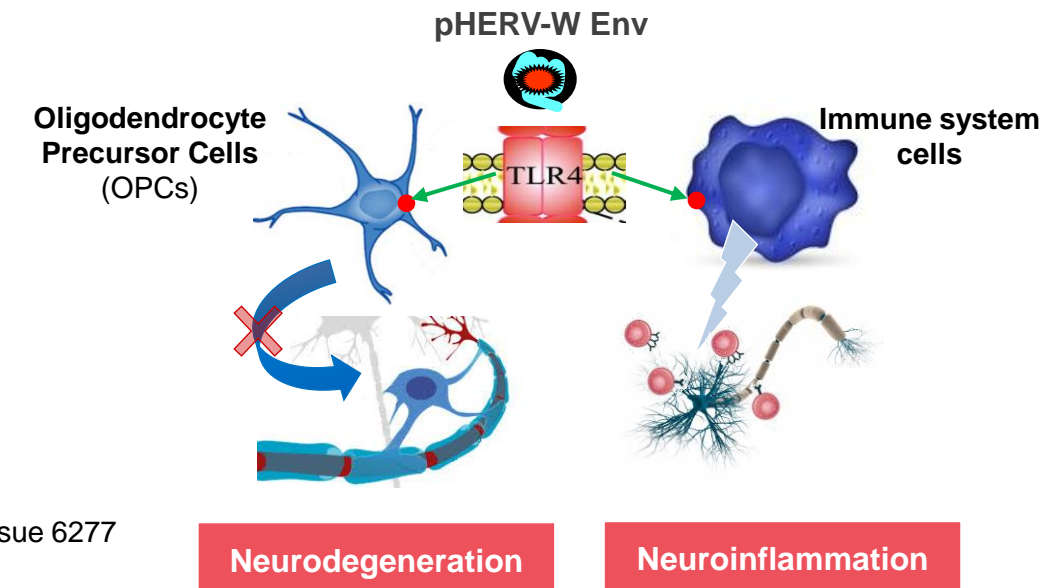 pHERV-W Env
Oligodendrocyte
Precursor Cells
(OPCs)
TLR4
Immune system
cells
sue 6277
Neurodegeneration
Neuroinflammation